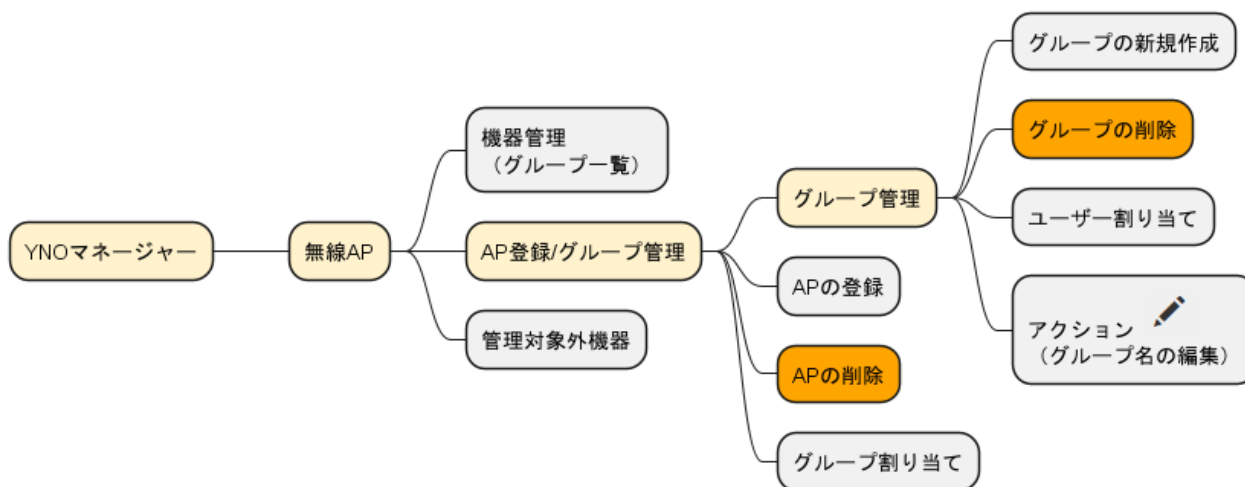 YNOマネージャー
無線AP
機器管理
（グループ一覧）
AP登録/グループ管理
管理対象外機器
グループ管理
APの登録
APの削除
グループ割り当て
グループの新規作成
グループの削除
ユーザー割り当て
アクション
（グループ名の編集）